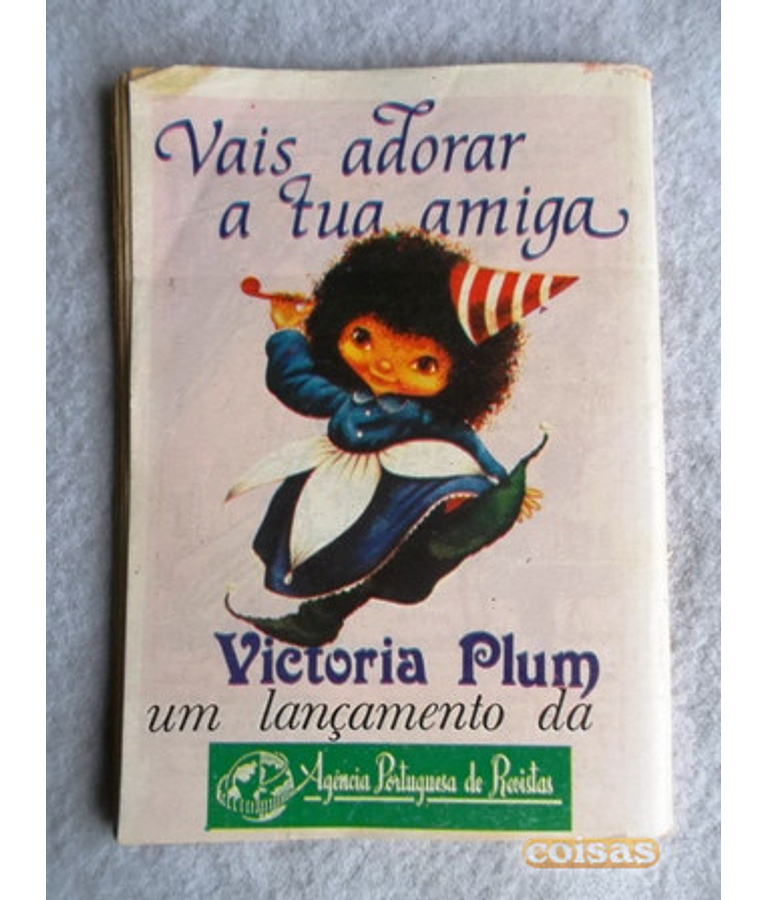 Vais adorar
a tua amiga
Victoria Plum
um lançamento da
Agência Portuguesa de Revistas
coisas